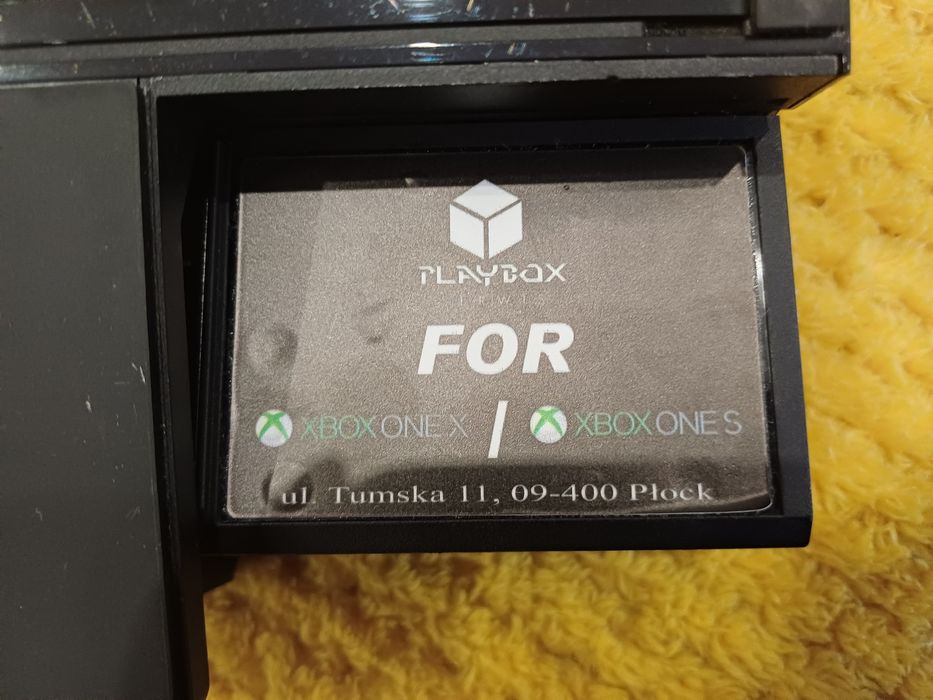 PLAYBOX
FOR
XBOX ONE X / XBOX ONE S
ul. Tumska 11, 09-400 Płock